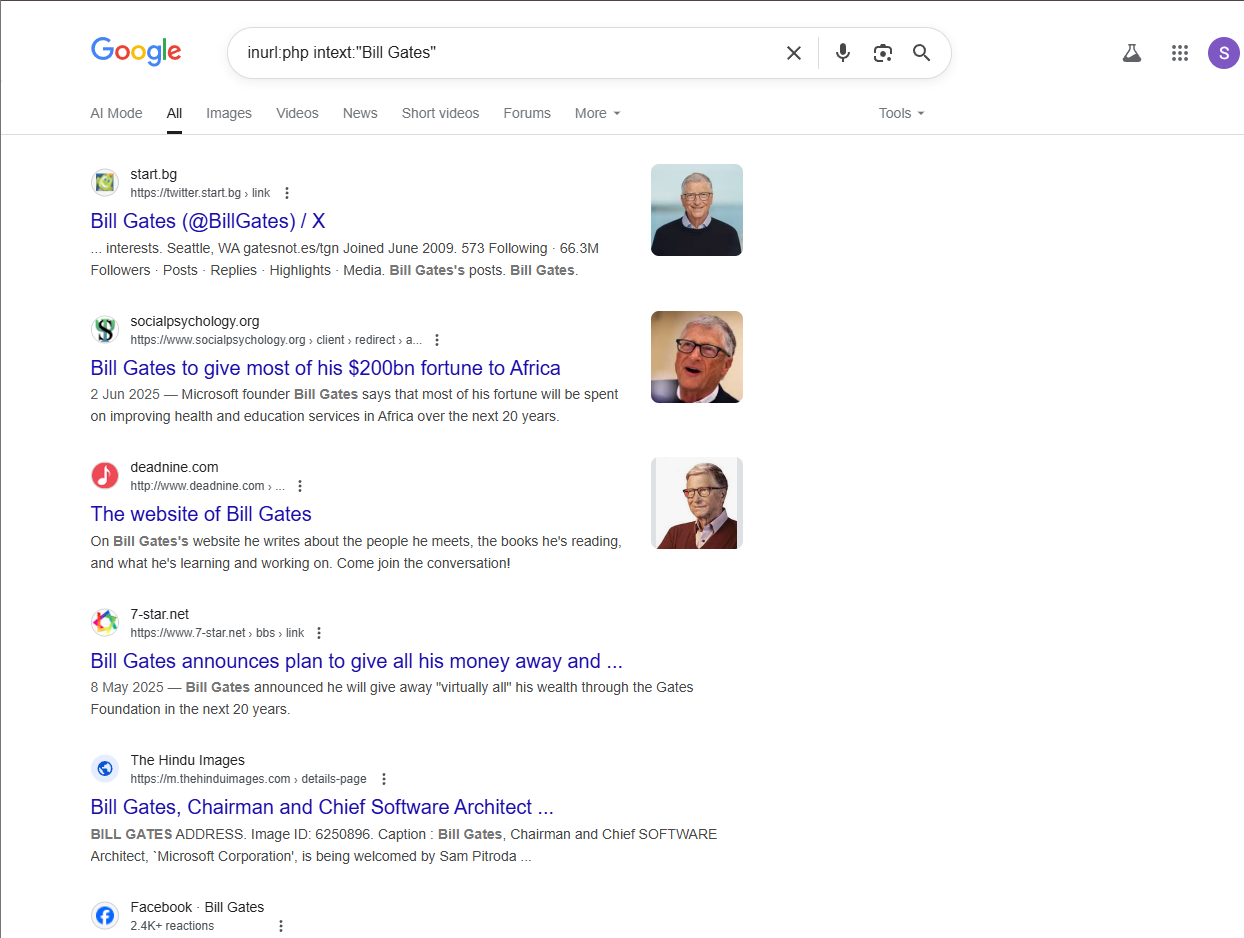 Google
inurl:php intext:"Bill Gates"
S
AI Mode All Images Videos News Short videos Forums More Tools
start.bg
https://twitter.start.bg › link
Bill Gates (@BillGates) / X
... interests. Seattle, WA gatesnot.es/tgn Joined June 2009. 573 Following · 66.3M
Followers · Posts · Replies · Highlights · Media. Bill Gates's posts. Bill Gates.
socialpsychology.org
https://www.socialpsychology.org › client › redirect › a...
Bill Gates to give most of his $200bn fortune to Africa
2 Jun 2025 — Microsoft founder Bill Gates says that most of his fortune will be spent
on improving health and education services in Africa over the next 20 years.
deadnine.com
http://www.deadnine.com › ...
The website of Bill Gates
On Bill Gates's website he writes about the people he meets, the books he's reading,
and what he's learning and working on. Come join the conversation!
7-star.net
https://www.7-star.net › bbs › link
Bill Gates announces plan to give all his money away and ...
8 May 2025 — Bill Gates announced he will give away "virtually all" his wealth through the Gates
Foundation in the next 20 years.
The Hindu Images
https://m.thehinduimages.com › details-page
Bill Gates, Chairman and Chief Software Architect ...
BILL GATES ADDRESS. Image ID: 6250896. Caption : Bill Gates, Chairman and Chief SOFTWARE
Architect, `Microsoft Corporation', is being welcomed by Sam Pitroda ...
Facebook · Bill Gates
2.4K+ reactions